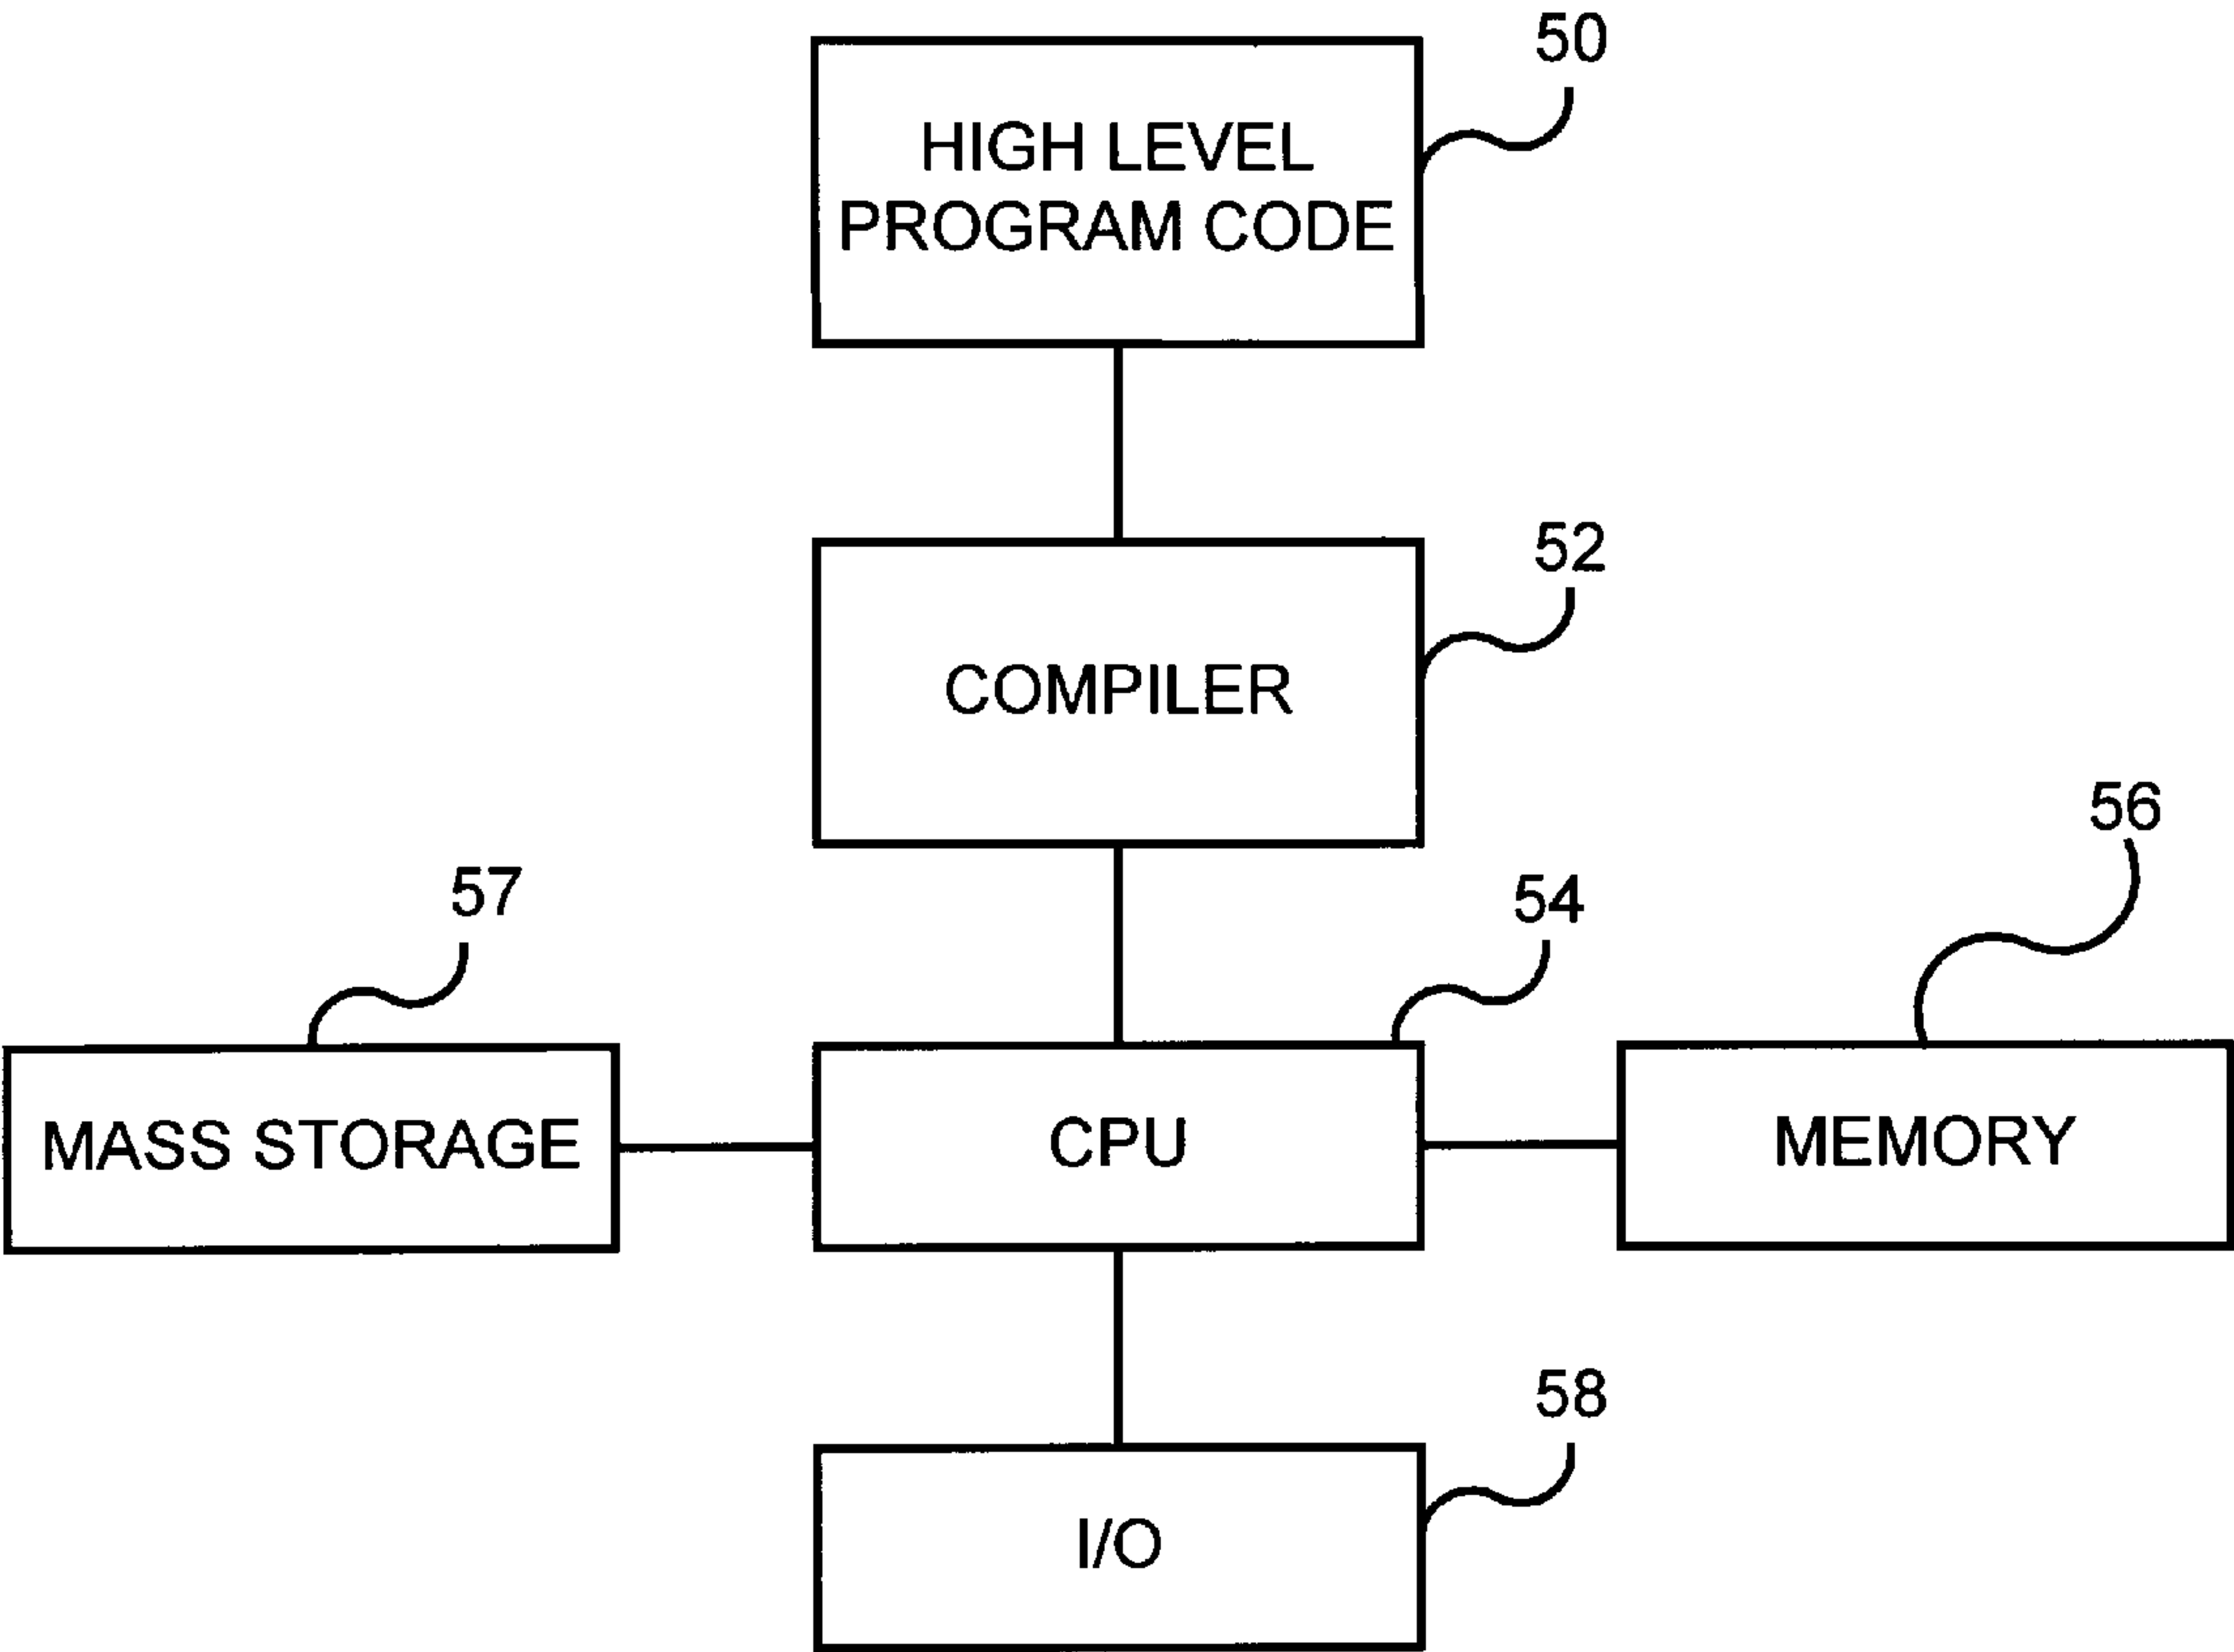 50
HIGH LEVEL
PROGRAM CODE
52
COMPILER
56
57
54
MASS STORAGE
CPU
MEMORY
58
I/O